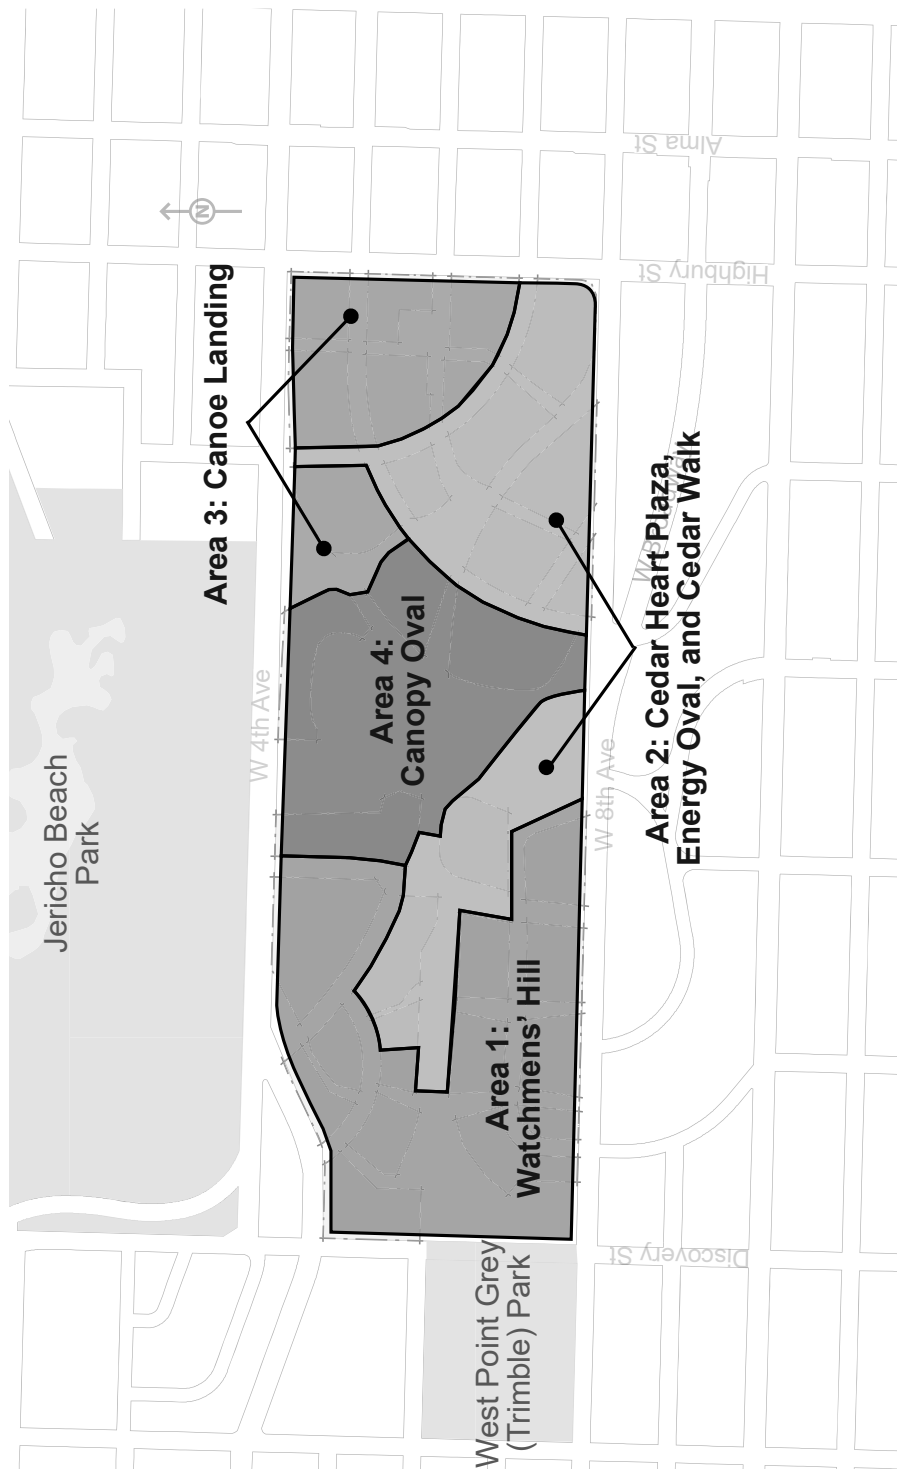 Jericho Beach
Park
W 4th Ave
Area 3: Canoe Landing
N
Area 4:
Canopy Oval
Area 1:
Watchmens’ Hill
West Point Grey
(Trimble) Park
W 8th Ave
W Broadway
Area 2: Cedar Heart Plaza,
Energy Oval, and Cedar Walk
Discovery St
Highbury St
Alma St